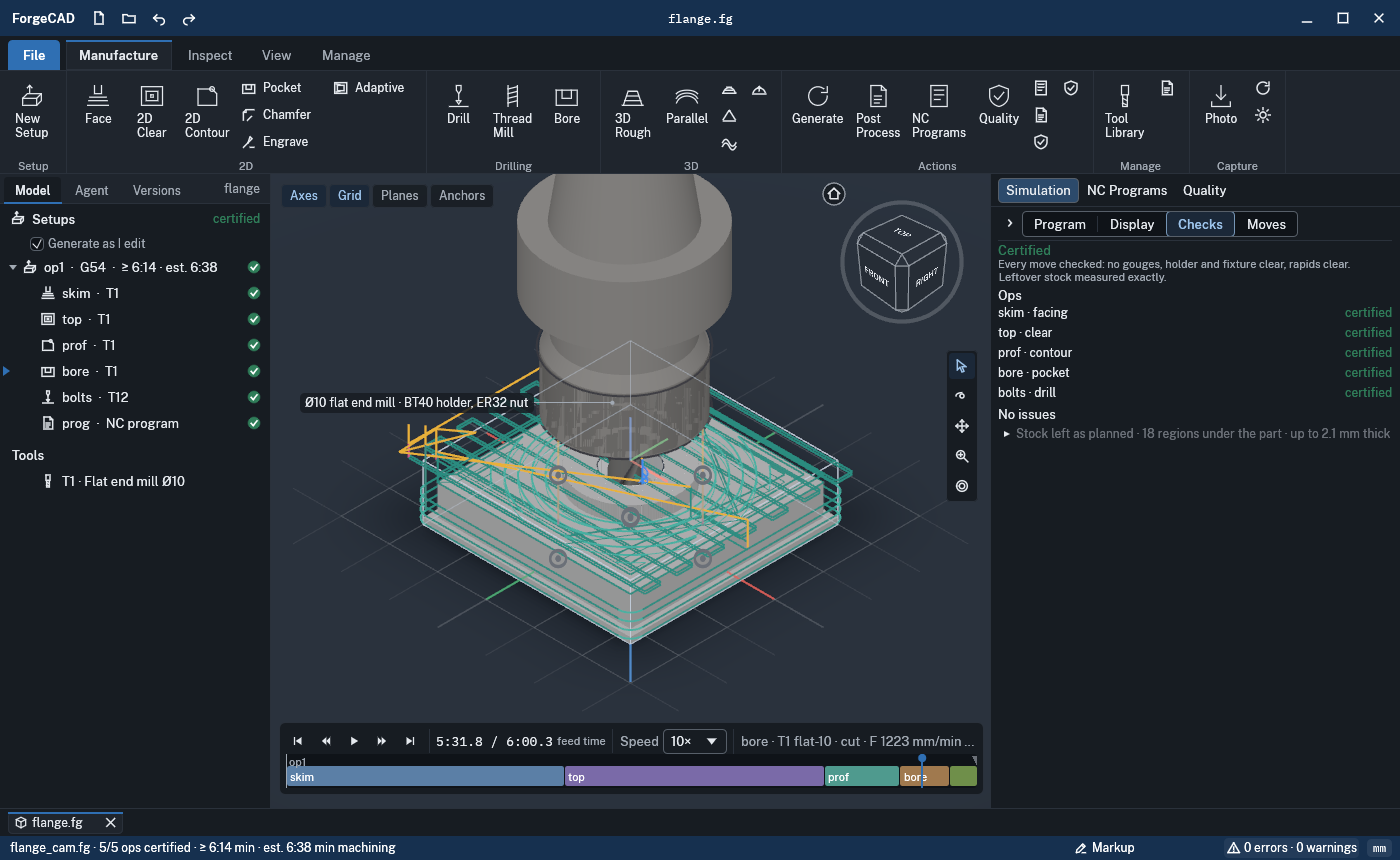 ForgeCAD
flange.fg
File
Manufacture
Inspect
View
Manage
New Setup
Face
2D Clear
2D Contour
Pocket
Chamfer
Engrave
Adaptive
Drill
Thread Mill
Bore
3D Rough
Parallel
Generate
Post Process
NC Programs
Quality
Tool Library
Photo
Setup
2D
Drilling
3D
Actions
Manage
Capture
Model
Agent
Versions
flange
Setups
certified
Generate as I edit
op1 · G54 · ≥ 6:14 · est. 6:38
skim · T1
top · T1
prof · T1
bore · T1
bolts · T12
prog · NC program
Tools
T1 · Flat end mill Ø10
Axes
Grid
Planes
Anchors
TOP
FRONT
RIGHT
Ø10 flat end mill · BT40 holder, ER32 nut
5:31.8 / 6:00.3 feed time
Speed
10×
bore · T1 flat-10 · cut · F 1223 mm/min ...
op1
skim
top
prof
bore
Simulation
NC Programs
Quality
Program
Display
Checks
Moves
Certified
Every move checked: no gouges, holder and fixture clear, rapids clear.
Leftover stock measured exactly.
Ops
skim · facing certified
top · clear certified
prof · contour certified
bore · pocket certified
bolts · drill certified
No issues
Stock left as planned · 18 regions under the part · up to 2.1 mm thick
flange.fg
flange_cam.fg · 5/5 ops certified · ≥ 6:14 min · est. 6:38 min machining
Markup
0 errors · 0 warnings
mm